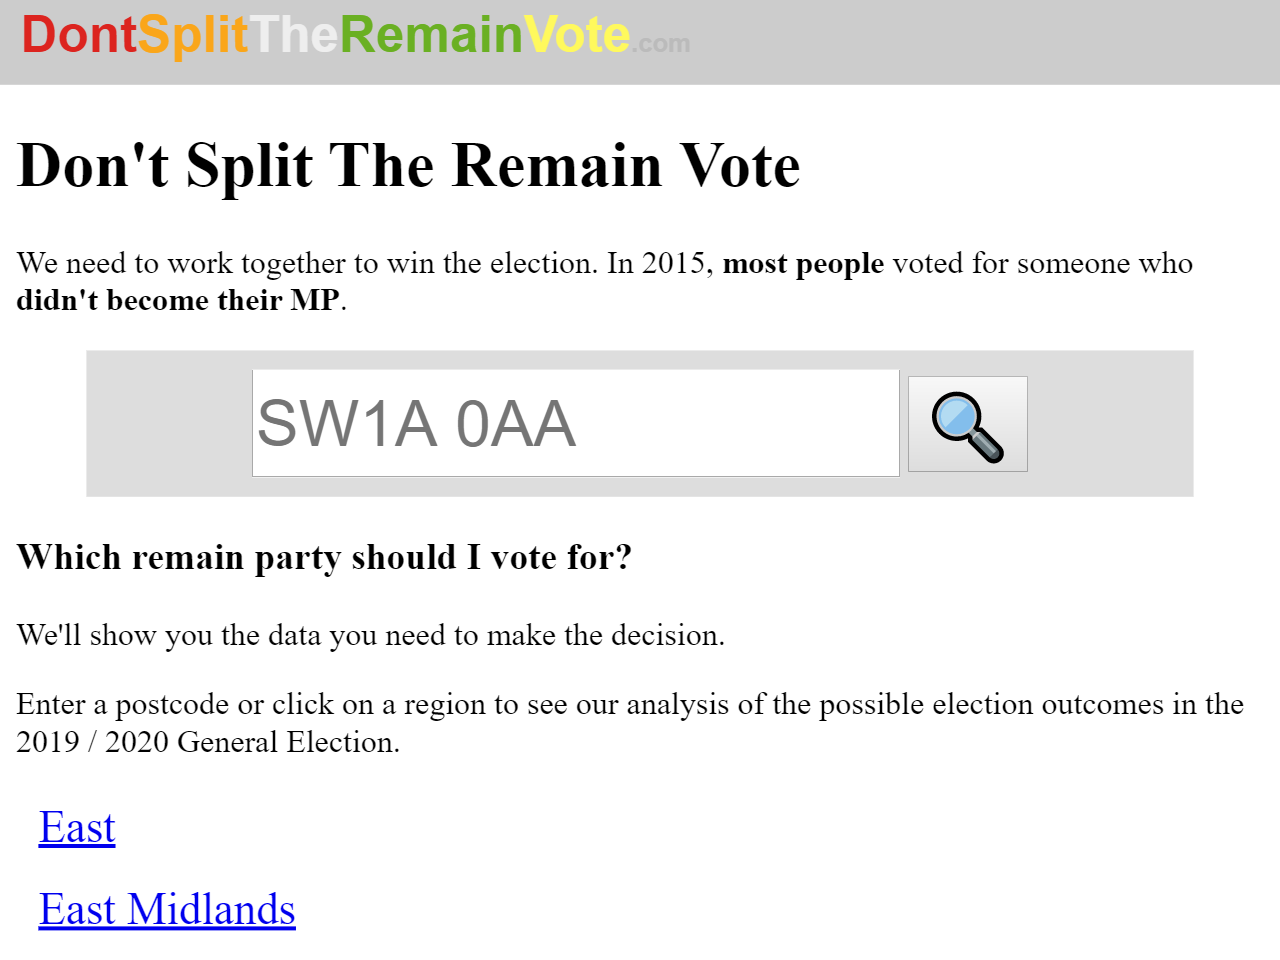 DontSplitTheRemainVote.com
Don't Split The Remain Vote
We need to work together to win the election. In 2015, most people voted for someone who
didn't become their MP.
SW1A 0AA
Which remain party should I vote for?
We'll show you the data you need to make the decision.
Enter a postcode or click on a region to see our analysis of the possible election outcomes in the
2019 / 2020 General Election.
East
East Midlands